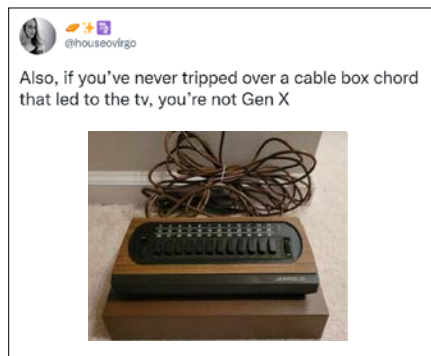 @houseovirgo
Also, if you've never tripped over a cable box chord
that led to the tv, you're not Gen X
JERROLD